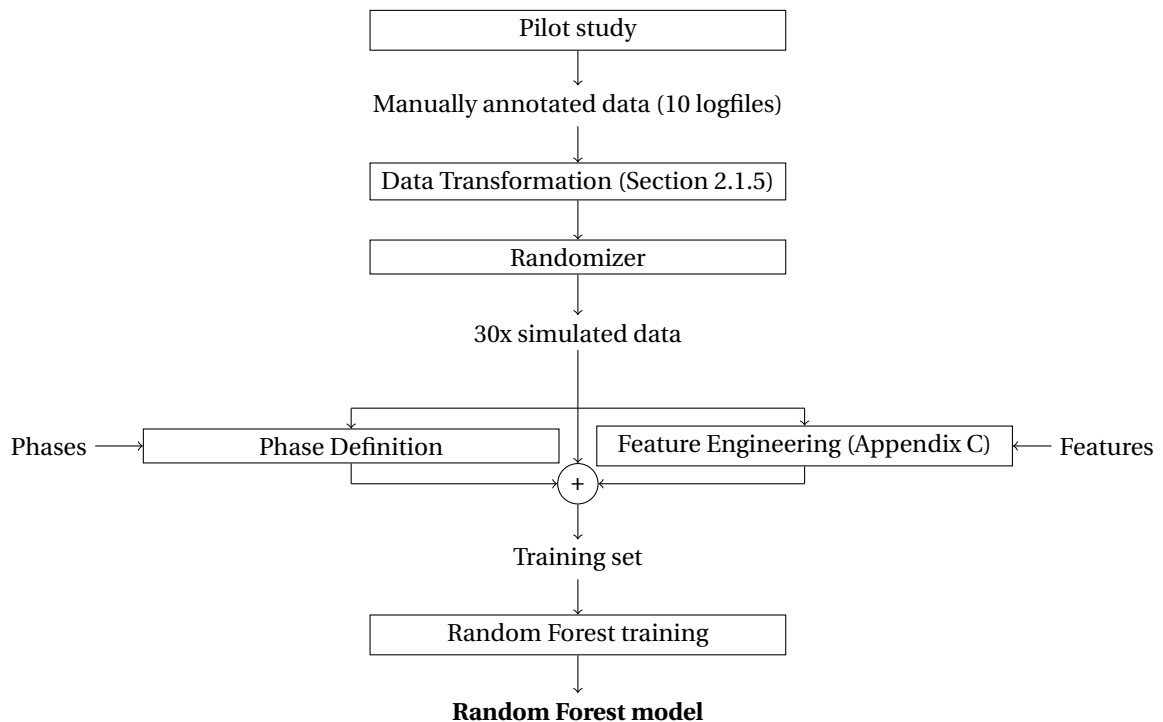 Pilot study
Manually annotated data (10 logfiles)
Data Transformation (Section 2.1.5)
Randomizer
30x simulated data
Phases
Phase Definition
Feature Engineering (Appendix C)
Features
+
Training set
Random Forest training
Random Forest model